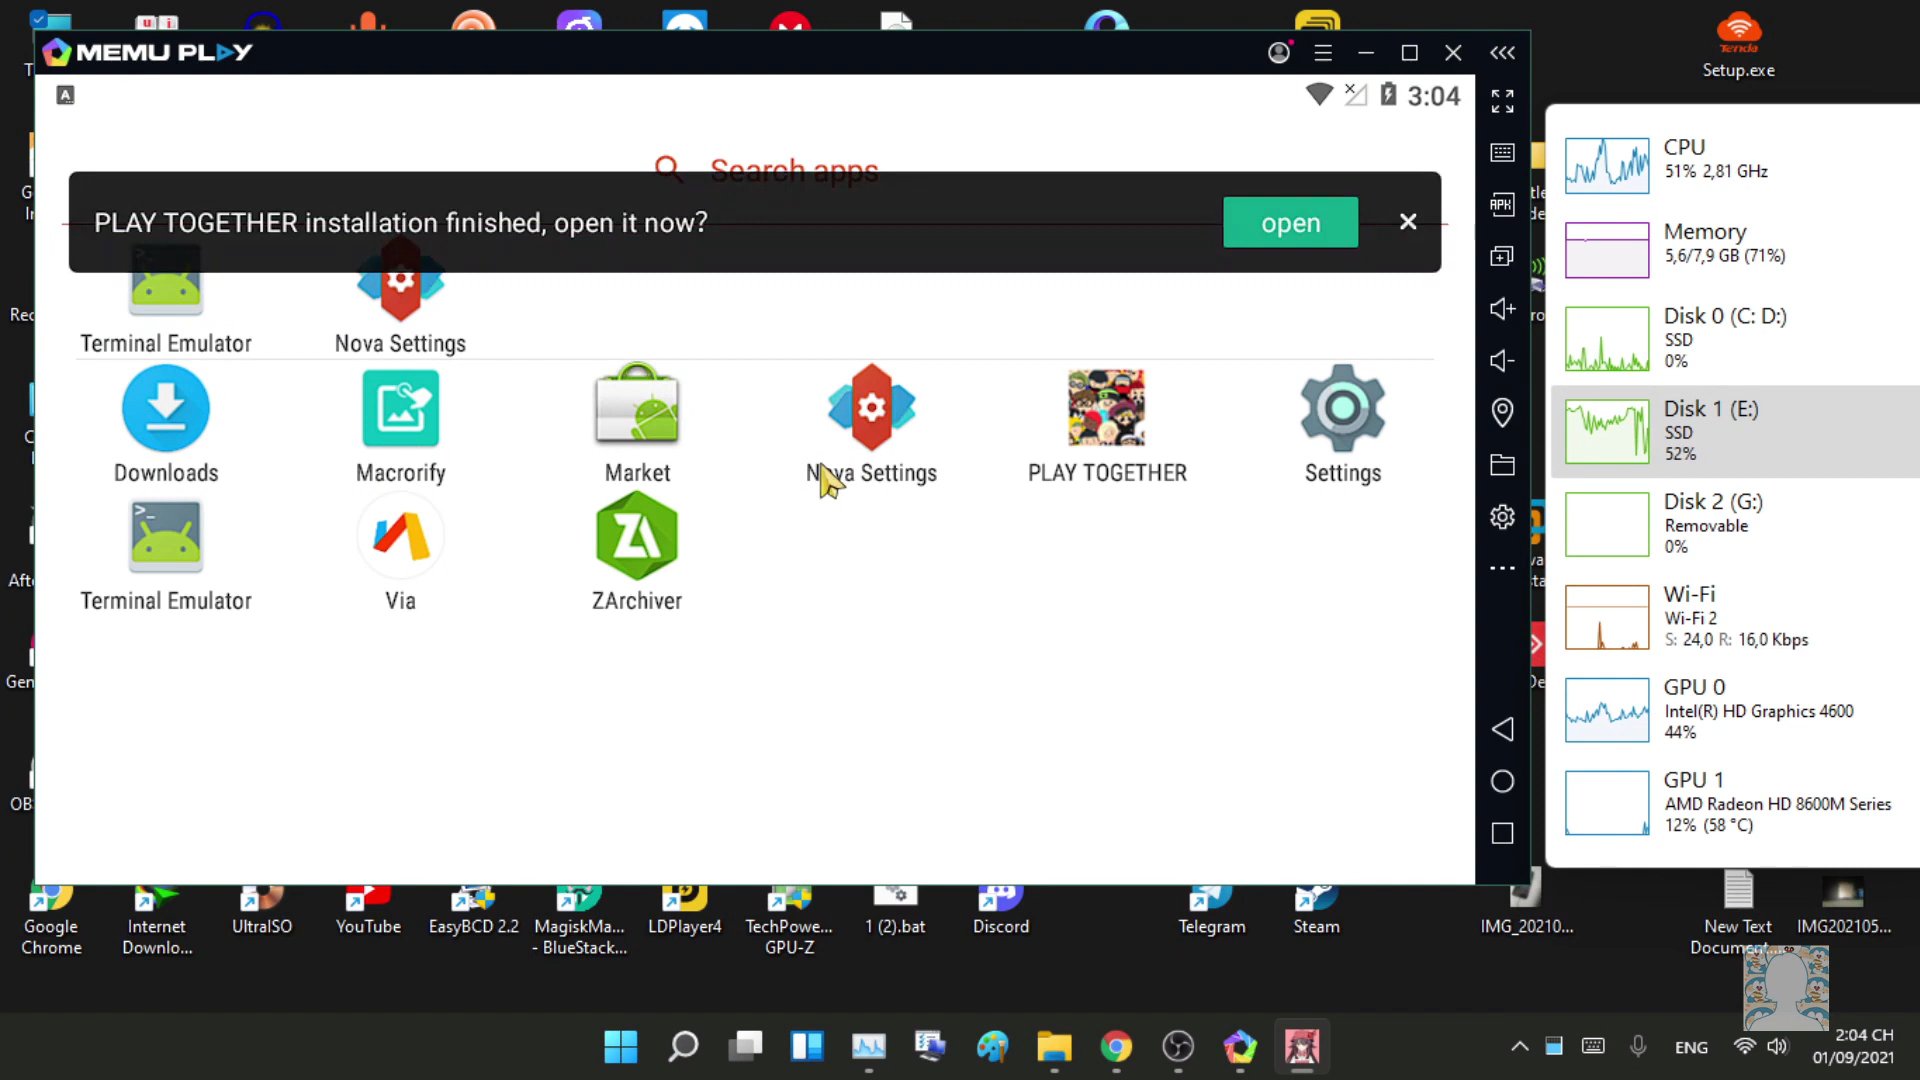 MEMU PLAY
Setup.exe
A
3:04
Search apps
PLAY TOGETHER installation finished, open it now?
open
APK
Terminal Emulator
Nova Settings
Downloads
Macrorify
Market
Nova Settings
PLAY TOGETHER
Settings
Terminal Emulator
Via
ZArchiver
CPU
51% 2,81 GHz
Memory
5,6/7,9 GB (71%)
Disk 0 (C: D:)
SSD
0%
Disk 1 (E:)
SSD
52%
Disk 2 (G:)
Removable
0%
Wi-Fi
Wi-Fi 2
S: 24,0 R: 16,0 Kbps
GPU 0
Intel(R) HD Graphics 4600
44%
GPU 1
AMD Radeon HD 8600M Series
12% (58 °C)
Google
Chrome
Internet
Downlo...
UltraISO
YouTube
EasyBCD 2.2
MagiskMa...
- BlueStack...
LDPlayer4
TechPowe...
GPU-Z
1 (2).bat
Discord
Telegram
Steam
IMG_20210...
New Text
Document....
IMG202105...
ENG
2:04 CH
01/09/2021